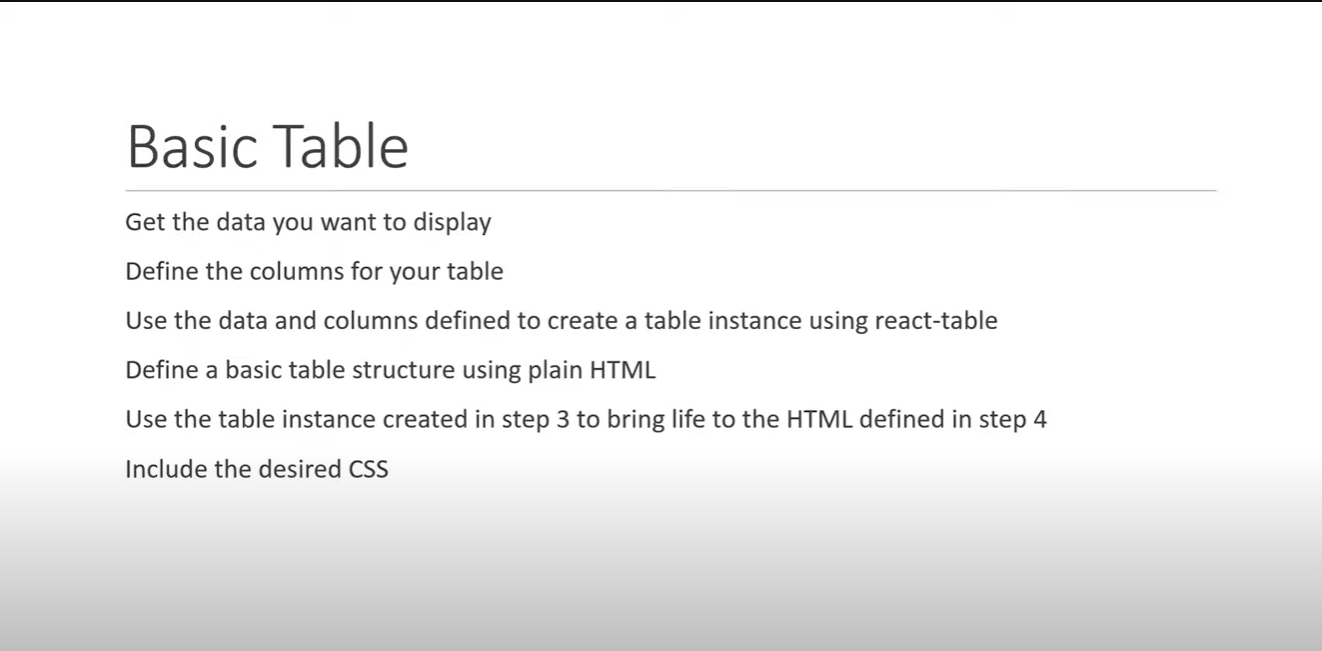 Basic Table
Get the data you want to display
Define the columns for your table
Use the data and columns defined to create a table instance using react-table
Define a basic table structure using plain HTML
Use the table instance created in step 3 to bring life to the HTML defined in step 4
Include the desired CSS